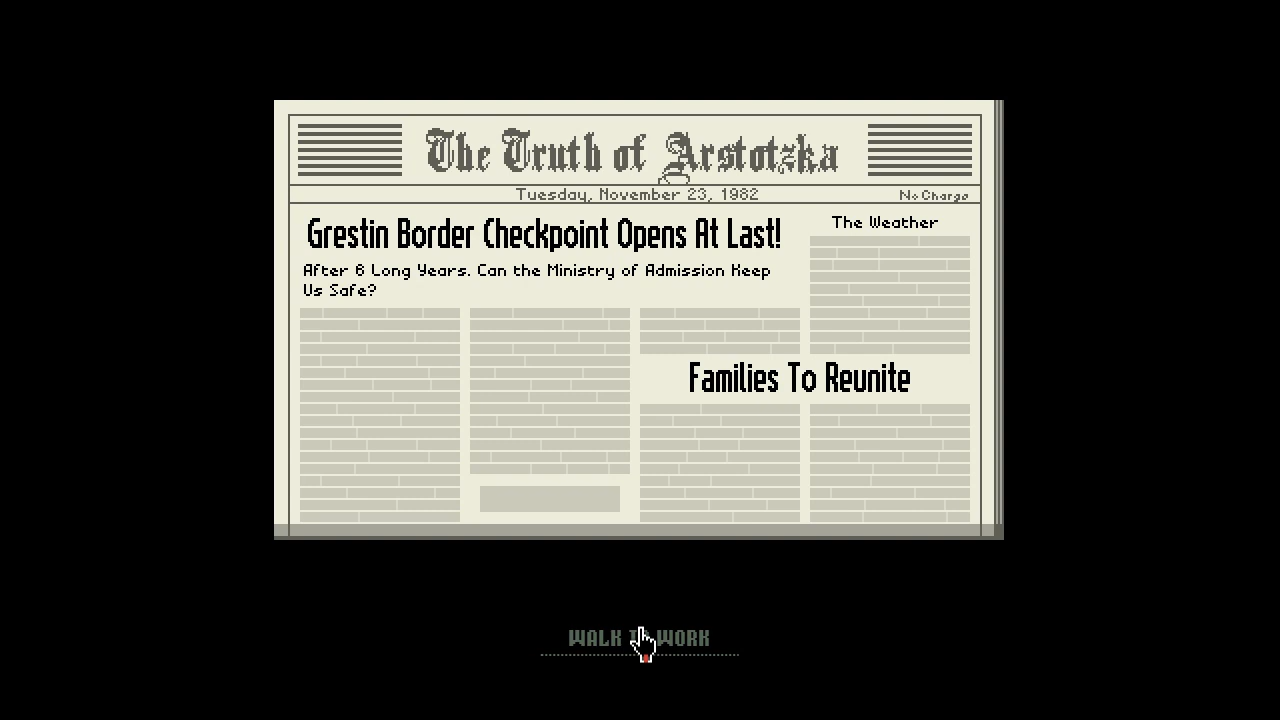 The Truth of Arstotzka
Tuesday, November 23, 1982
No Charge
Grestin Border Checkpoint Opens At Last!
After 6 Long Years. Can the Ministry of Admission Keep
Us Safe?
The Weather
Families To Reunite
WALK TO WORK